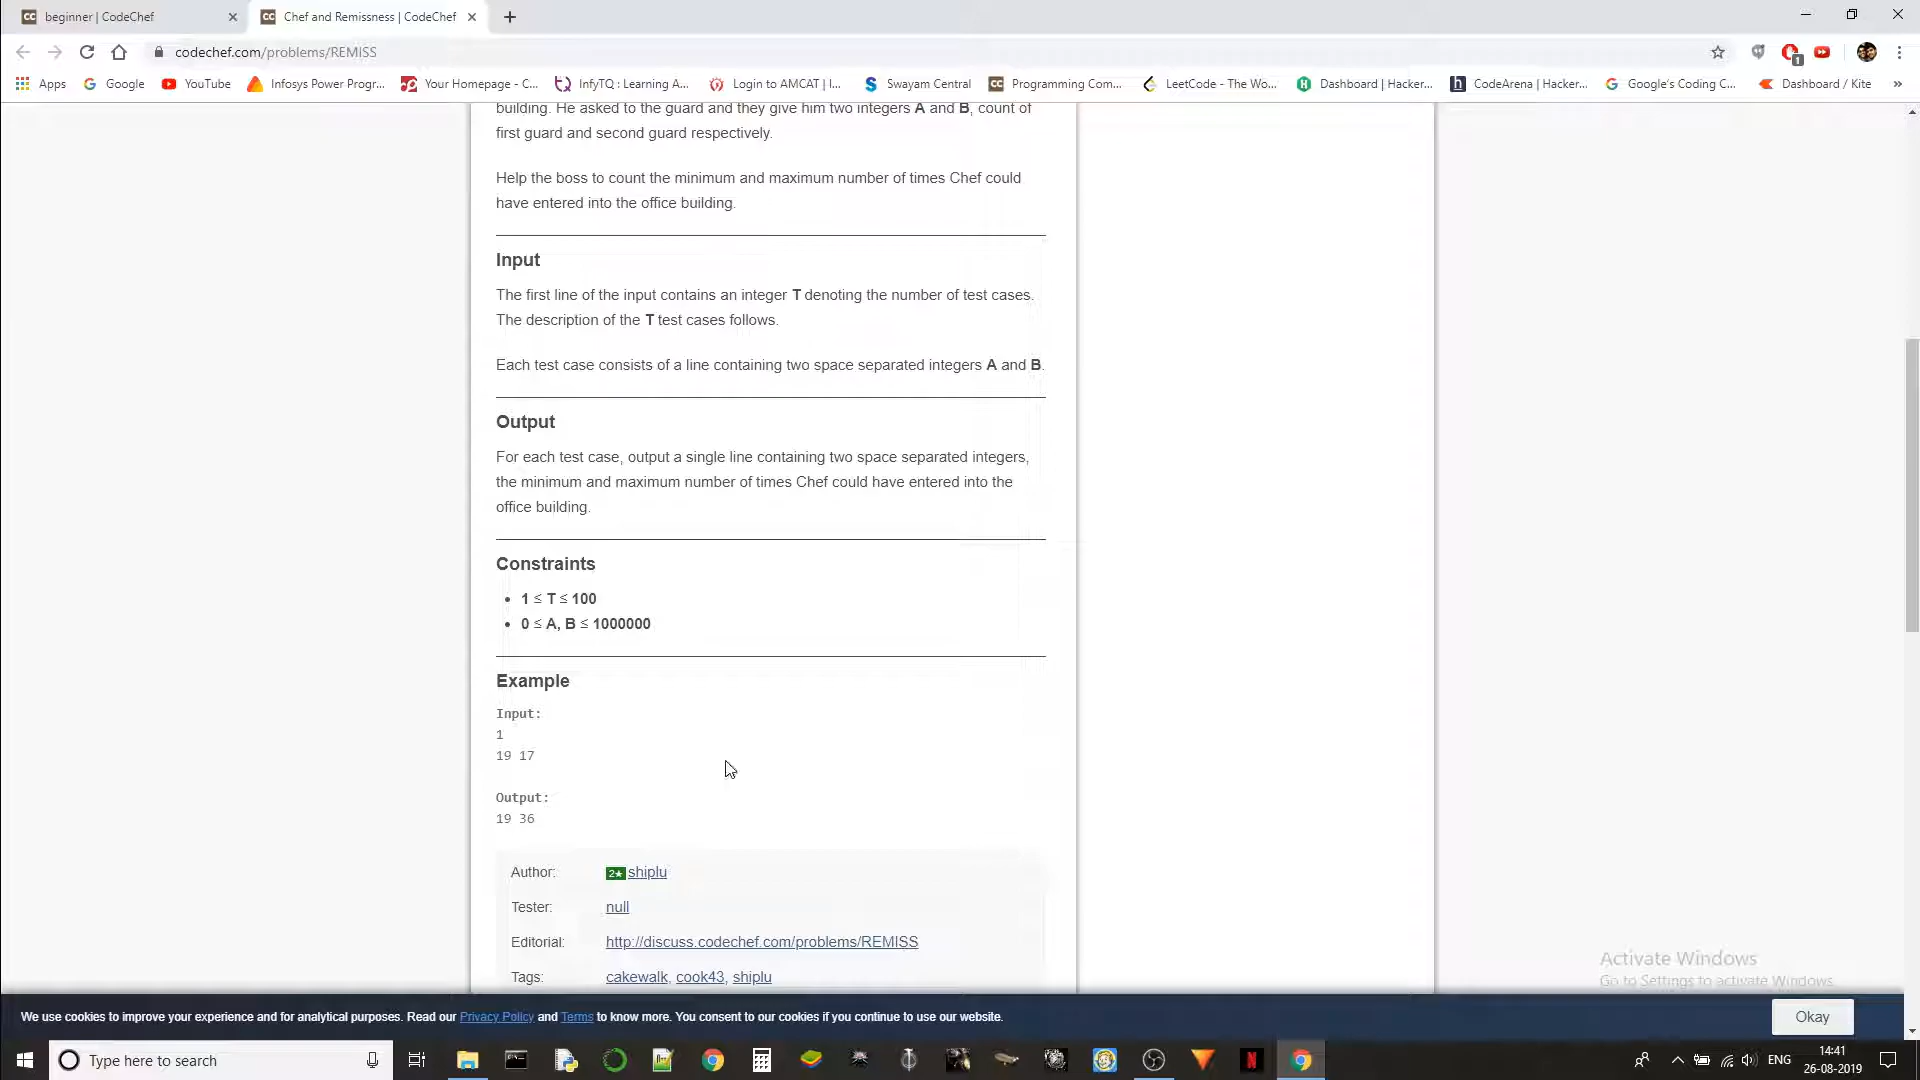 beginner | CodeChef
Chef and Remissness | CodeChef
codechef.com/problems/REMISS
1
Apps
Google
YouTube
Infosys Power Progr...
Your Homepage - C...
InfyTQ : Learning A...
Login to AMCAT | I...
Swayam Central
Programming Com...
LeetCode - The Wo...
Dashboard | Hacker...
CodeArena | Hacker...
Google's Coding C...
Dashboard / Kite
»
building. He asked to the guard and they give him two integers A and B, count of
first guard and second guard respectively.
Help the boss to count the minimum and maximum number of times Chef could
have entered into the office building.
Input
The first line of the input contains an integer T denoting the number of test cases.
The description of the T test cases follows.
Each test case consists of a line containing two space separated integers A and B.
Output
For each test case, output a single line containing two space separated integers,
the minimum and maximum number of times Chef could have entered into the
office building.
Constraints
• 1 ≤ T ≤ 100
• 0 ≤ A, B ≤ 1000000
Example
Input:
1
19 17
Output:
19 36
Author: 2★ shiplu
Tester: null
Editorial: http://discuss.codechef.com/problems/REMISS
Tags: cakewalk, cook43, shiplu
Activate Windows
Go to Settings to activate Windows.
We use cookies to improve your experience and for analytical purposes. Read our Privacy Policy and Terms to know more. You consent to our cookies if you continue to use our website.
Okay
Type here to search
ENG
14:41
26-08-2019